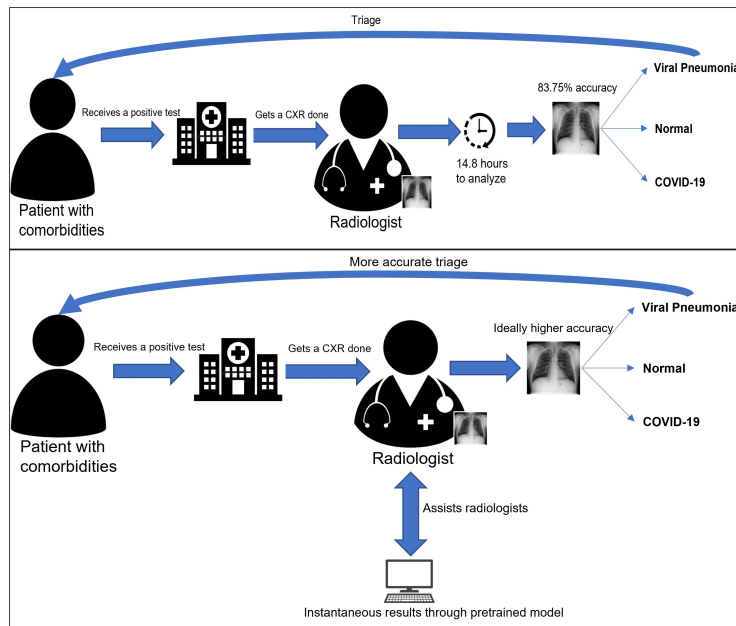 Triage
Receives a positive test
Gets a CXR done
83.75% accuracy
Viral Pneumonia
Normal
COVID-19
14.8 hours
to analyze
Patient with
comorbidities
Radiologist
More accurate triage
Receives a positive test
Gets a CXR done
Ideally higher accuracy
Viral Pneumonia
Normal
COVID-19
Patient with
comorbidities
Radiologist
Assists radiologists
Instantaneous results through pretrained model